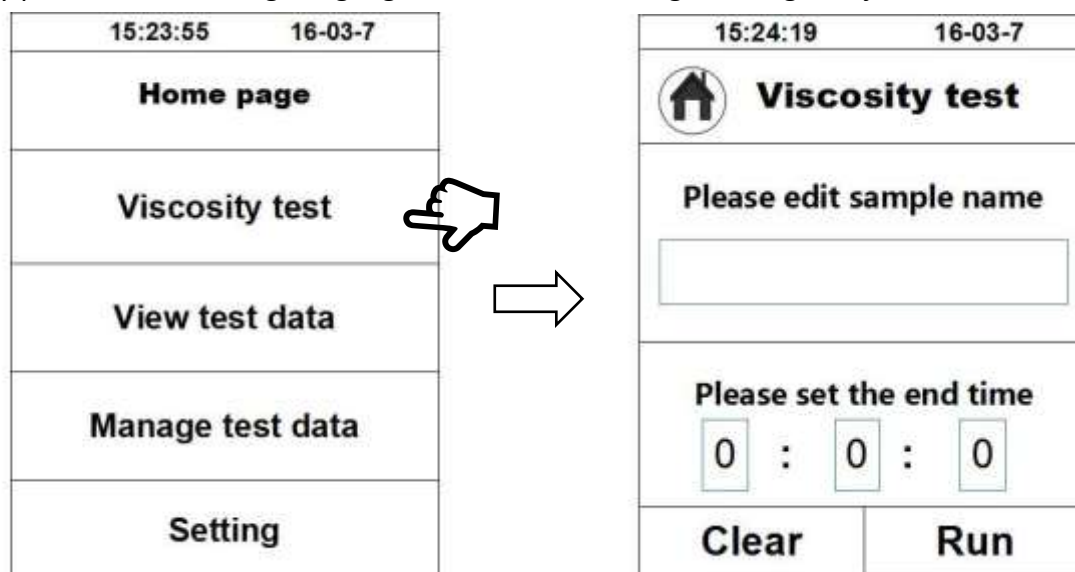 15:23:55 16-03-7
Home page
Viscosity test
View test data
Manage test data
Setting
15:24:19 16-03-7
Viscosity test
Please edit sample name
Please set the end time
0 : 0 : 0
Clear Run